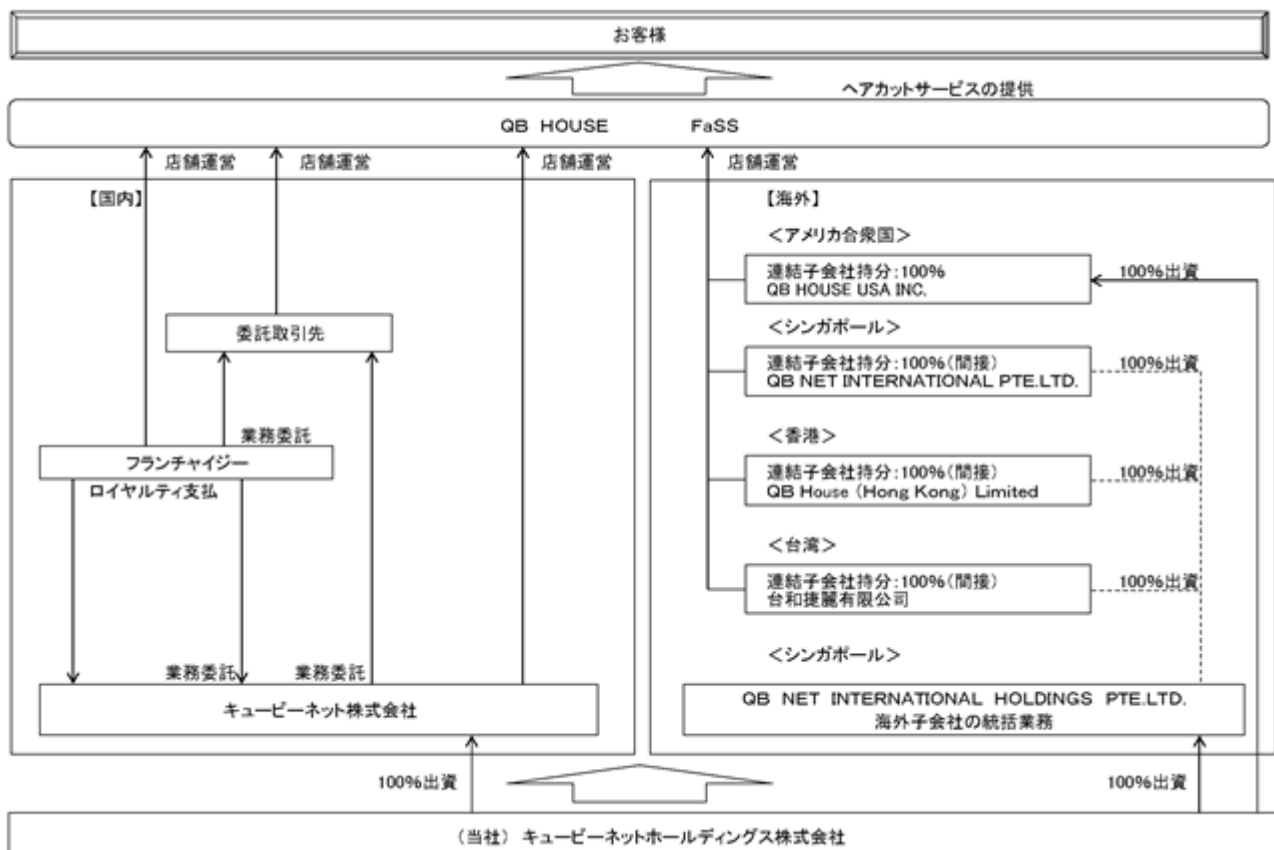 お客様
ヘアカットサービスの提供
QB HOUSE FaSS
店舗運営 店舗運営 店舗運営 店舗運営
【国内】
委託取引先
業務委託
フランチャイジー
ロイヤルティ支払
業務委託 業務委託
キュービーネット株式会社
【海外】
＜アメリカ合衆国＞
連結子会社持分：100% 100%出資
QB HOUSE USA INC.
＜シンガポール＞
連結子会社持分：100%（間接） 100%出資
QB NET INTERNATIONAL PTE.LTD.
＜香港＞
連結子会社持分：100%（間接） 100%出資
QB House （Hong Kong） Limited
＜台湾＞
連結子会社持分：100%（間接） 100%出資
台和捷麗有限公司
＜シンガポール＞
QB NET INTERNATIONAL HOLDINGS PTE.LTD.
海外子会社の統括業務
100%出資 100%出資
（当社） キュービーネットホールディングス株式会社